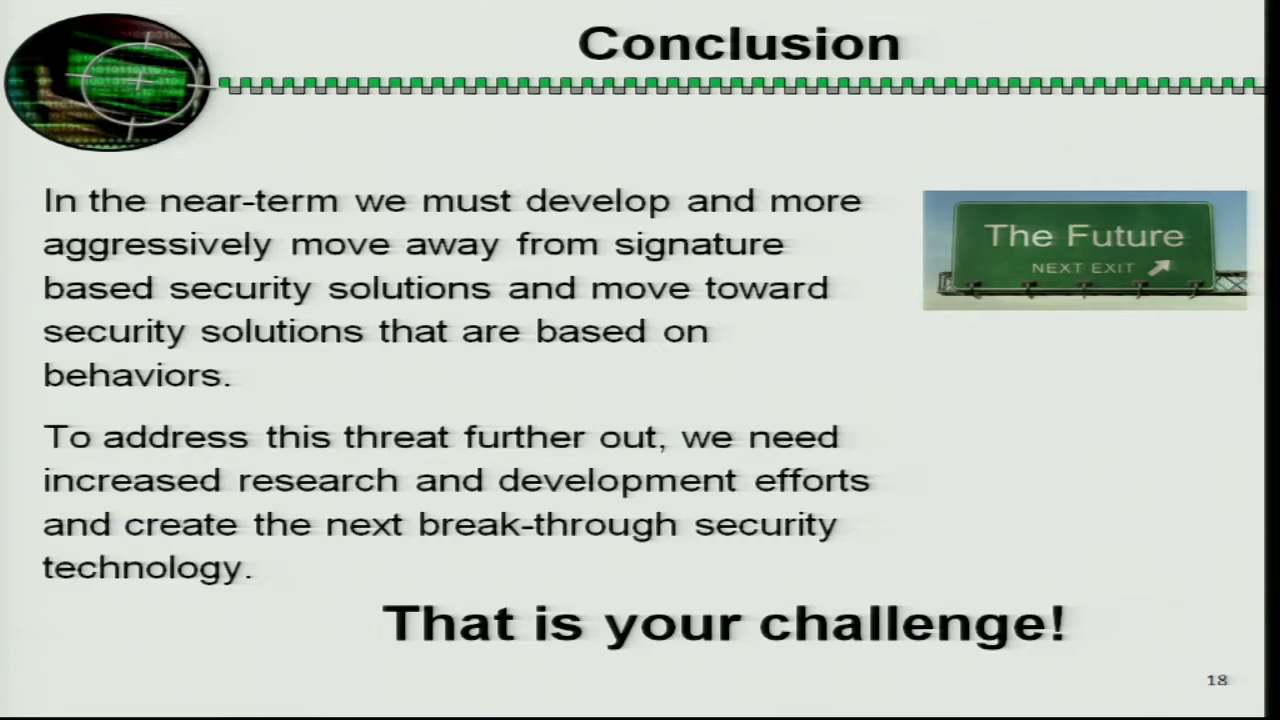 Conclusion
In the near-term we must develop and more
aggressively move away from signature
based security solutions and move toward
security solutions that are based on
behaviors.
The Future
NEXT EXIT
To address this threat further out, we need
increased research and development efforts
and create the next break-through security
technology.
That is your challenge!
18